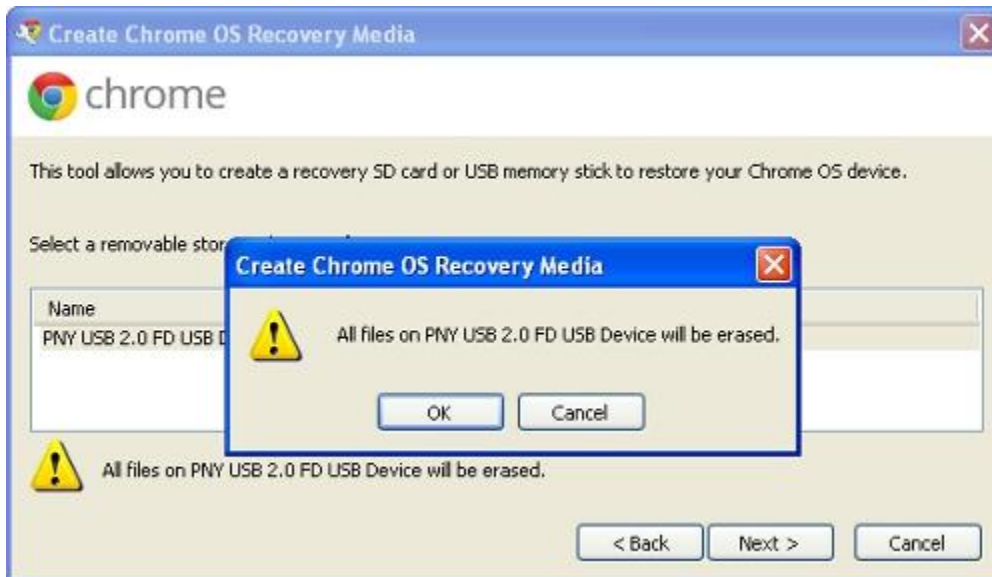 Create Chrome OS Recovery Media
chrome
This tool allows you to create a recovery SD card or USB memory stick to restore your Chrome OS device.
Select a removable
Create Chrome OS Recovery Media
Name
PNY USB 2.0 FD USB
All files on PNY USB 2.0 FD USB Device will be erased.
OK Cancel
All files on PNY USB 2.0 FD USB Device will be erased.
< Back Next > Cancel